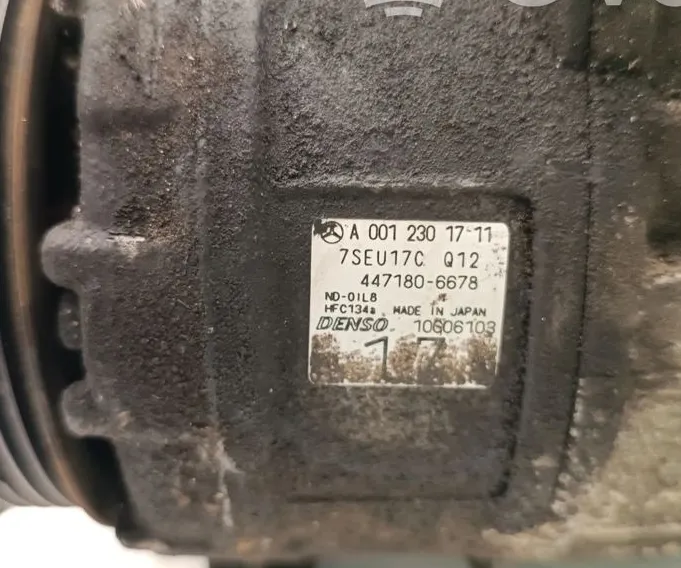 A 001 230 17-11
7SEU17C Q12
447180-6678
ND-OIL8
HFC134a MADE IN JAPAN
DENSO 10606103
17